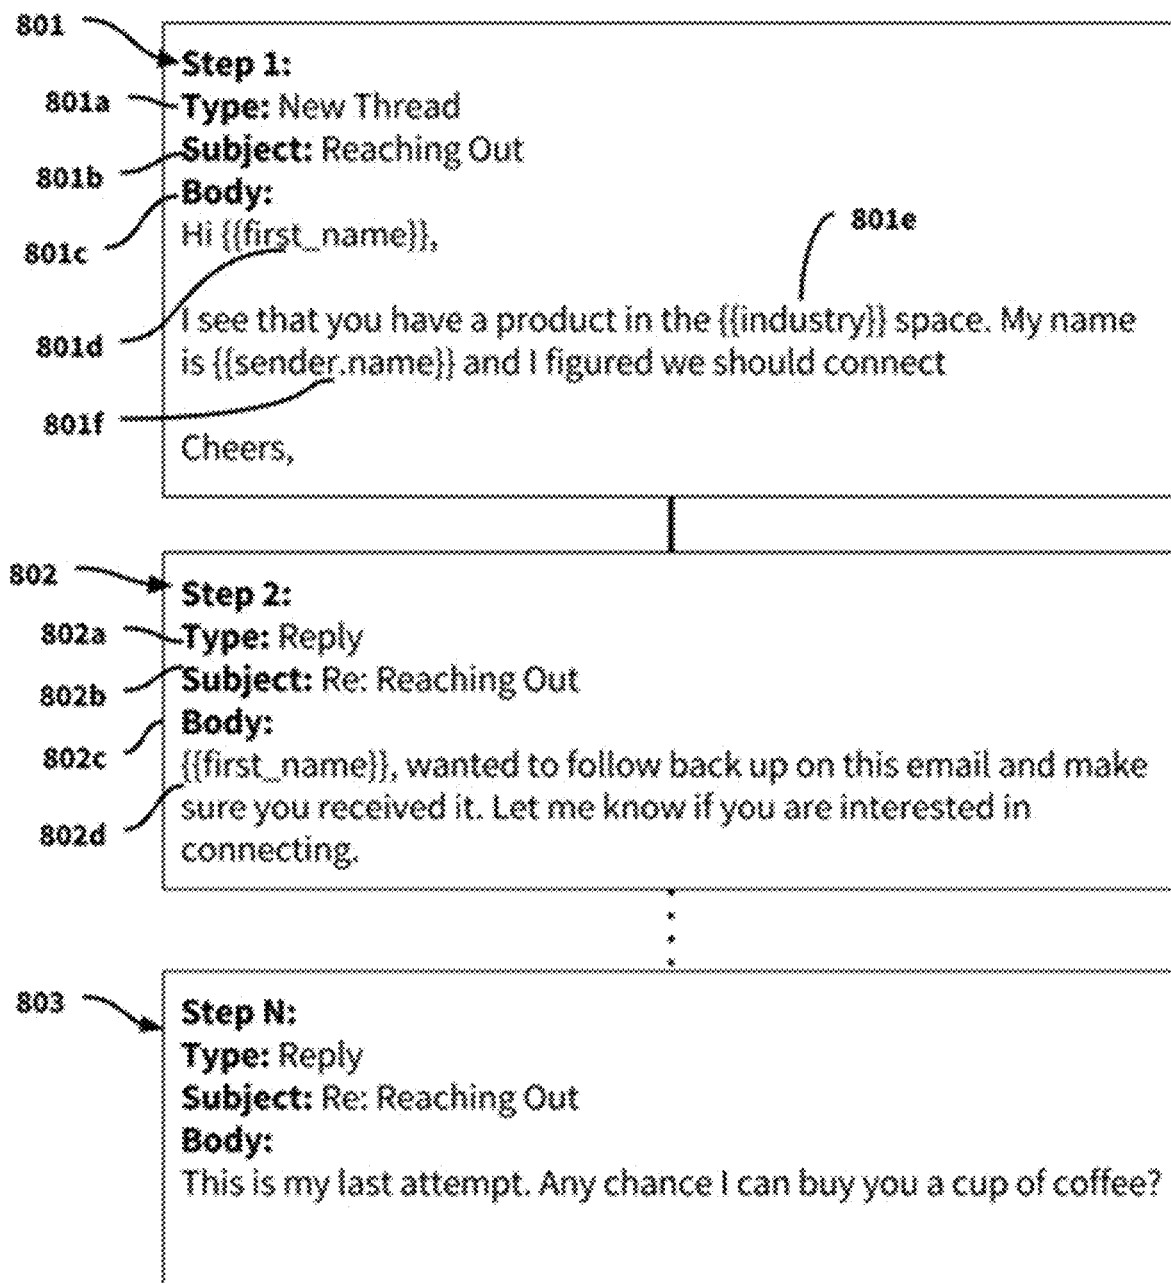 801
Step 1:
801a
Type: New Thread
801b
Subject: Reaching Out
Body:
801c
Hi {{first_name}},
801e
801d
I see that you have a product in the {{industry}} space. My name
is {{sender.name}} and I figured we should connect
801f
Cheers,
802
Step 2:
802a
Type: Reply
802b
Subject: Re: Reaching Out
802c
Body:
{{first_name}}, wanted to follow back up on this email and make
802d
sure you received it. Let me know if you are interested in
connecting.
803
Step N:
Type: Reply
Subject: Re: Reaching Out
Body:
This is my last attempt. Any chance I can buy you a cup of coffee?